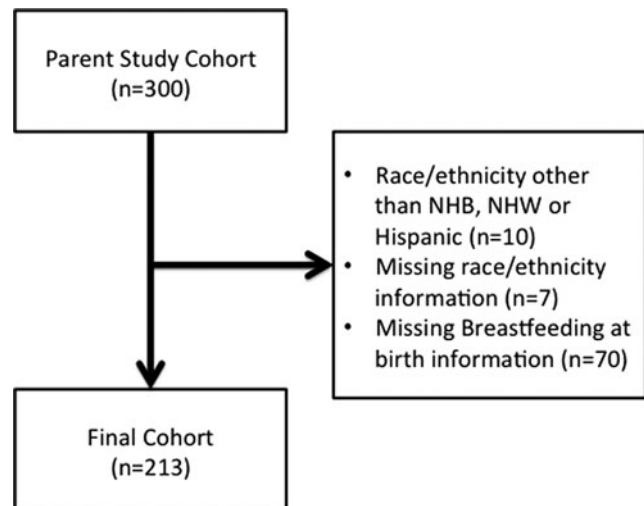 Parent Study Cohort
(n=300)
• Race/ethnicity other
than NHB, NHW or
Hispanic (n=10)
• Missing race/ethnicity
information (n=7)
• Missing Breastfeeding at
birth information (n=70)
Final Cohort
(n=213)